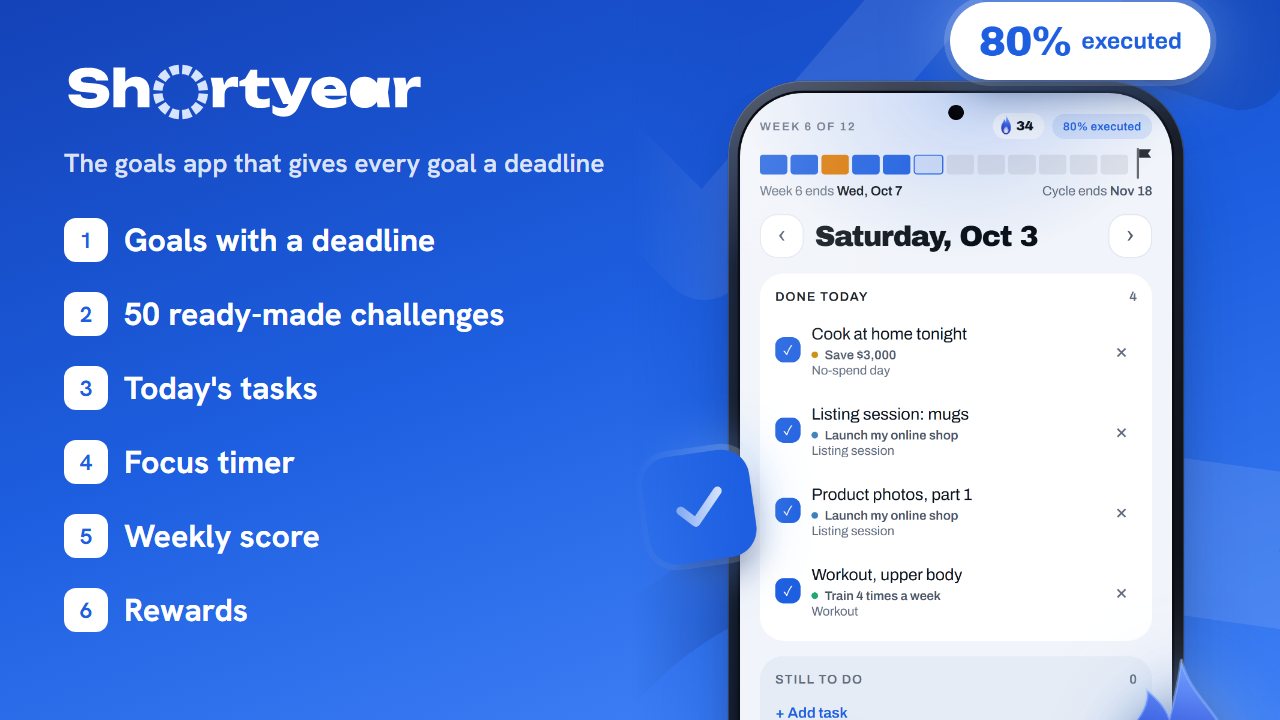 Shortyear
The goals app that gives every goal a deadline
1 Goals with a deadline
2 50 ready-made challenges
3 Today's tasks
4 Focus timer
5 Weekly score
6 Rewards
80% executed
WEEK 6 OF 12
34
80% executed
Week 6 ends Wed, Oct 7
Cycle ends Nov 18
Saturday, Oct 3
DONE TODAY 4
Cook at home tonight
Save $3,000
No-spend day
Listing session: mugs
Launch my online shop
Listing session
Product photos, part 1
Launch my online shop
Listing session
Workout, upper body
Train 4 times a week
Workout
STILL TO DO 0
+ Add task